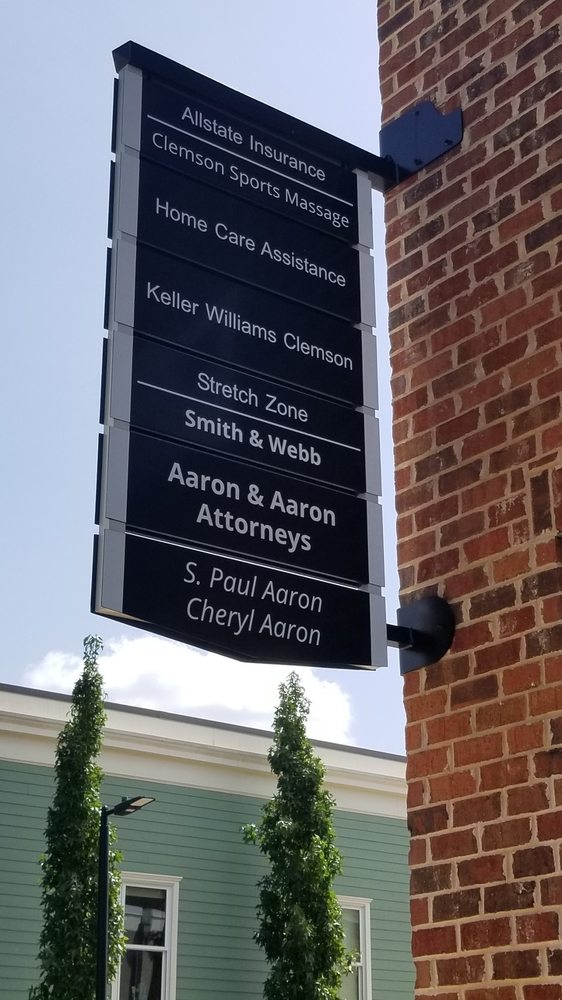 Allstate Insurance
Clemson Sports Massage
Home Care Assistance
Keller Williams Clemson
Stretch Zone
Smith & Webb
Aaron & Aaron
Attorneys
S. Paul Aaron
Cheryl Aaron